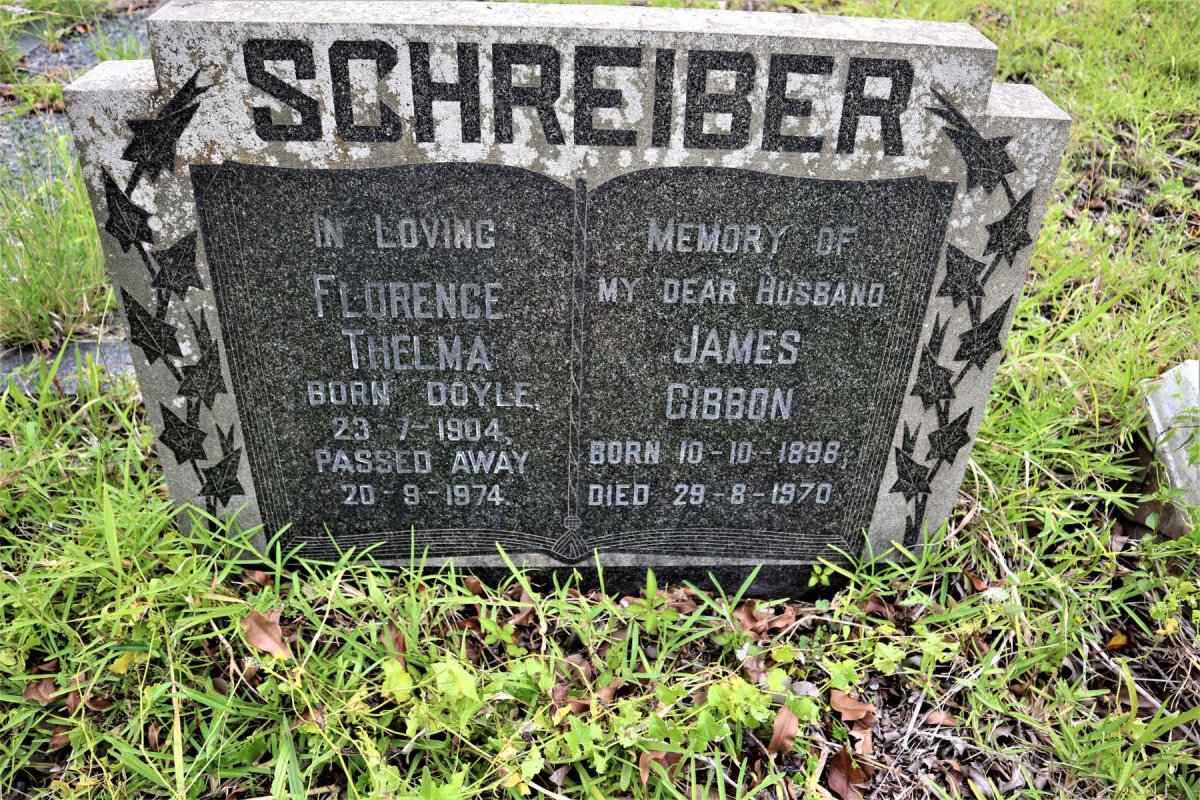 SCHREIBER
IN LOVING
FLORENCE
THELMA
BORN DOYLE,
23-7-1904,
PASSED AWAY
20-9-1974.
MEMORY OF
MY DEAR HUSBAND
JAMES
GIBBON
BORN 10-10-1898,
DIED 29-8-1970